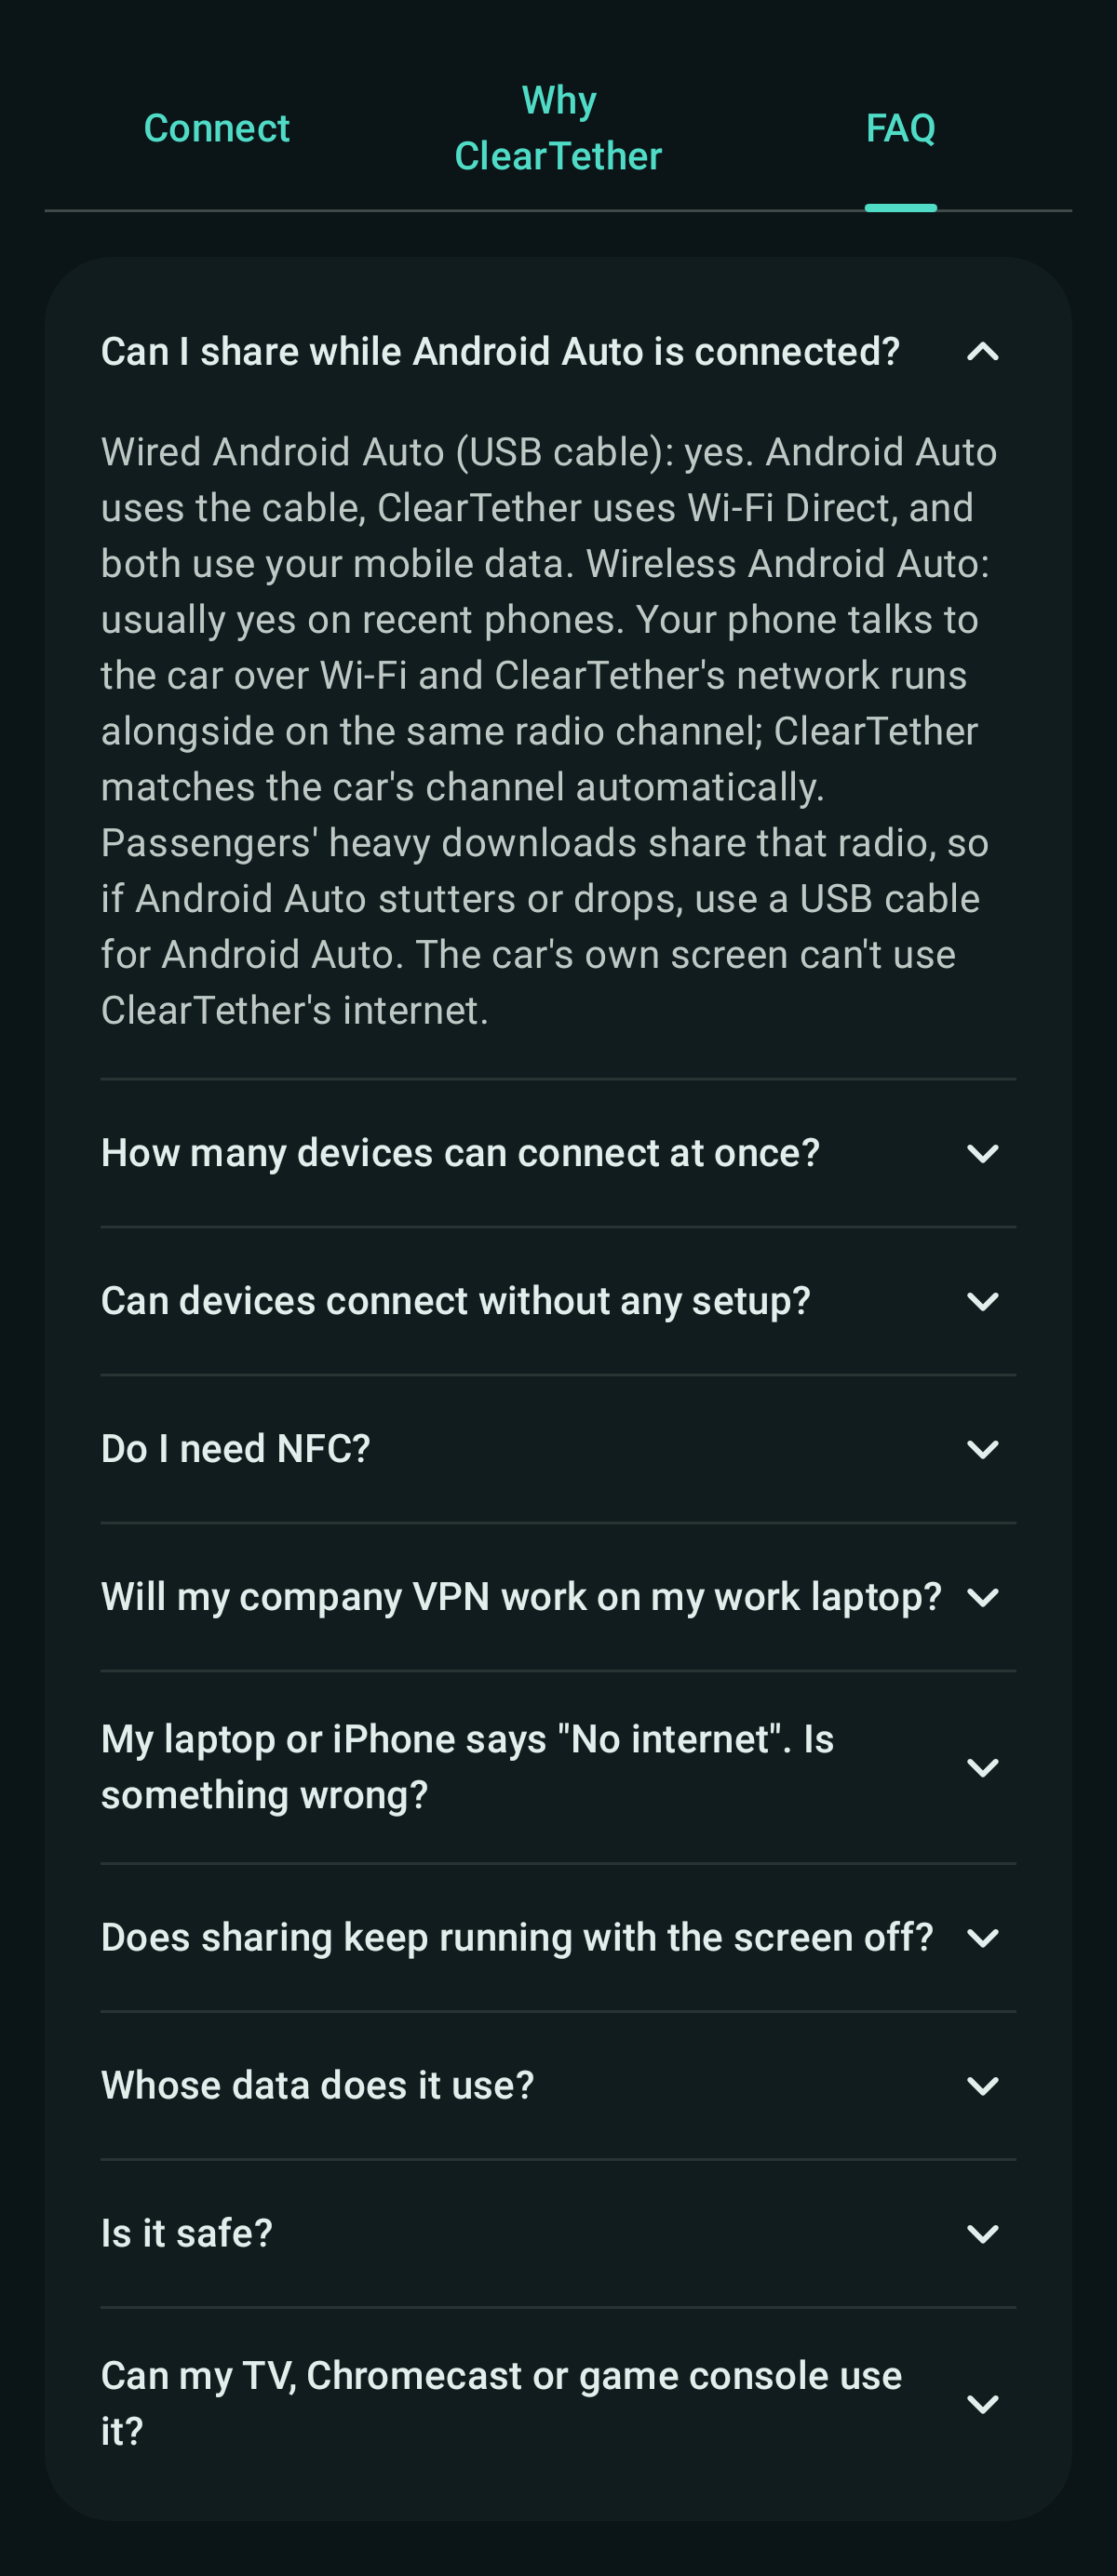 Connect
Why
ClearTether
FAQ
Can I share while Android Auto is connected?
Wired Android Auto (USB cable): yes. Android Auto
uses the cable, ClearTether uses Wi-Fi Direct, and
both use your mobile data. Wireless Android Auto:
usually yes on recent phones. Your phone talks to
the car over Wi-Fi and ClearTether's network runs
alongside on the same radio channel; ClearTether
matches the car's channel automatically.
Passengers' heavy downloads share that radio, so
if Android Auto stutters or drops, use a USB cable
for Android Auto. The car's own screen can't use
ClearTether's internet.
How many devices can connect at once?
Can devices connect without any setup?
Do I need NFC?
Will my company VPN work on my work laptop?
My laptop or iPhone says "No internet". Is
something wrong?
Does sharing keep running with the screen off?
Whose data does it use?
Is it safe?
Can my TV, Chromecast or game console use
it?